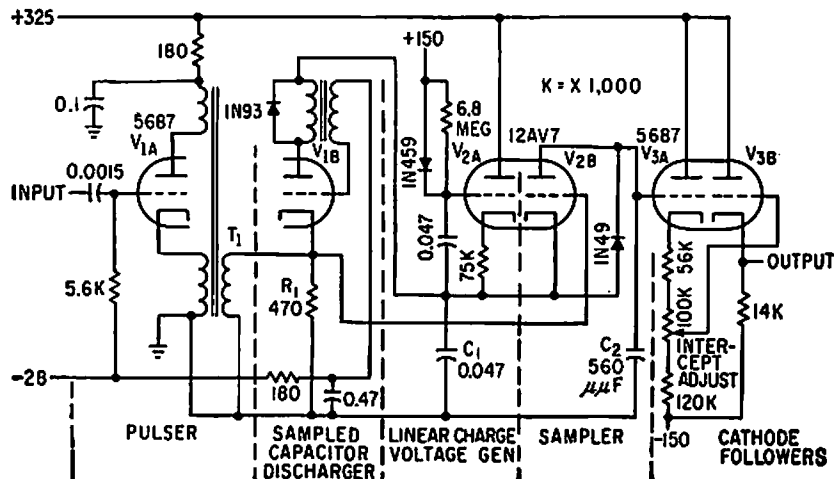 +325
180
0.1
5687
V1A
0.0015
INPUT
5.6K
T1
-28
PULSER
IN93
V1B
R1
470
180
0.47
SAMPLED
CAPACITOR
DISCHARGER
+150
6.8
MEG
IN459
V2A
0.047
75K
C1
0.047
LINEAR CHARGE
VOLTAGE GEN
K = X 1,000
12AV7
V2B
IN49
C2
560
μμF
SAMPLER
5687
V3A
V3B
56K
100K
INTER-
CEPT
ADJUST
120K
-150
OUTPUT
14K
CATHODE
FOLLOWERS